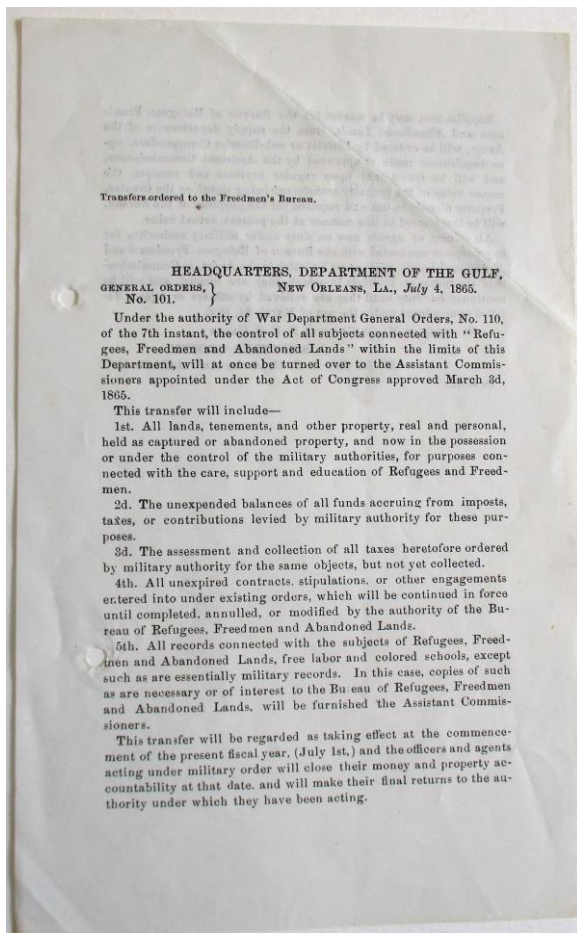 Transfers ordered to the Freedmen's Bureau.
HEADQUARTERS, DEPARTMENT OF THE GULF,
GENERAL ORDERS, } NEW ORLEANS, LA., July 4, 1865.
No. 101.
Under the authority of War Department General Orders, No. 110,
of the 7th instant, the control of all subjects connected with "Refu-
gees, Freedmen and Abandoned Lands" within the limits of this
Department, will at once be turned over to the Assistant Commis-
sioners appointed under the Act of Congress approved March 3d,
1865.
This transfer will include—
1st. All lands, tenements, and other property, real and personal,
held as captured or abandoned property, and now in the possession
or under the control of the military authorities, for purposes con-
nected with the care, support and education of Refugees and Freed-
men.
2d. The unexpended balances of all funds accruing from imposts,
taxes, or contributions levied by military authority for these pur-
poses.
3d. The assessment and collection of all taxes heretofore ordered
by military authority for the same objects, but not yet collected.
4th. All unexpired contracts, stipulations, or other engagements
entered into under existing orders, which will be continued in force
until completed, annulled, or modified by the authority of the Bu-
reau of Refugees, Freedmen and Abandoned Lands.
5th. All records connected with the subjects of Refugees, Freed-
men and Abandoned Lands, free labor and colored schools, except
such as are essentially military records. In this case, copies of such
as are necessary or of interest to the Bu eau of Refugees, Freedmen
and Abandoned Lands, will be furnished the Assistant Commis-
sioners.
This transfer will be regarded as taking effect at the commence-
ment of the present fiscal year, (July 1st,) and the officers and agents
acting under military order will close their money and property ac-
countability at that date, and will make their final returns to the au-
thority under which they have been acting.